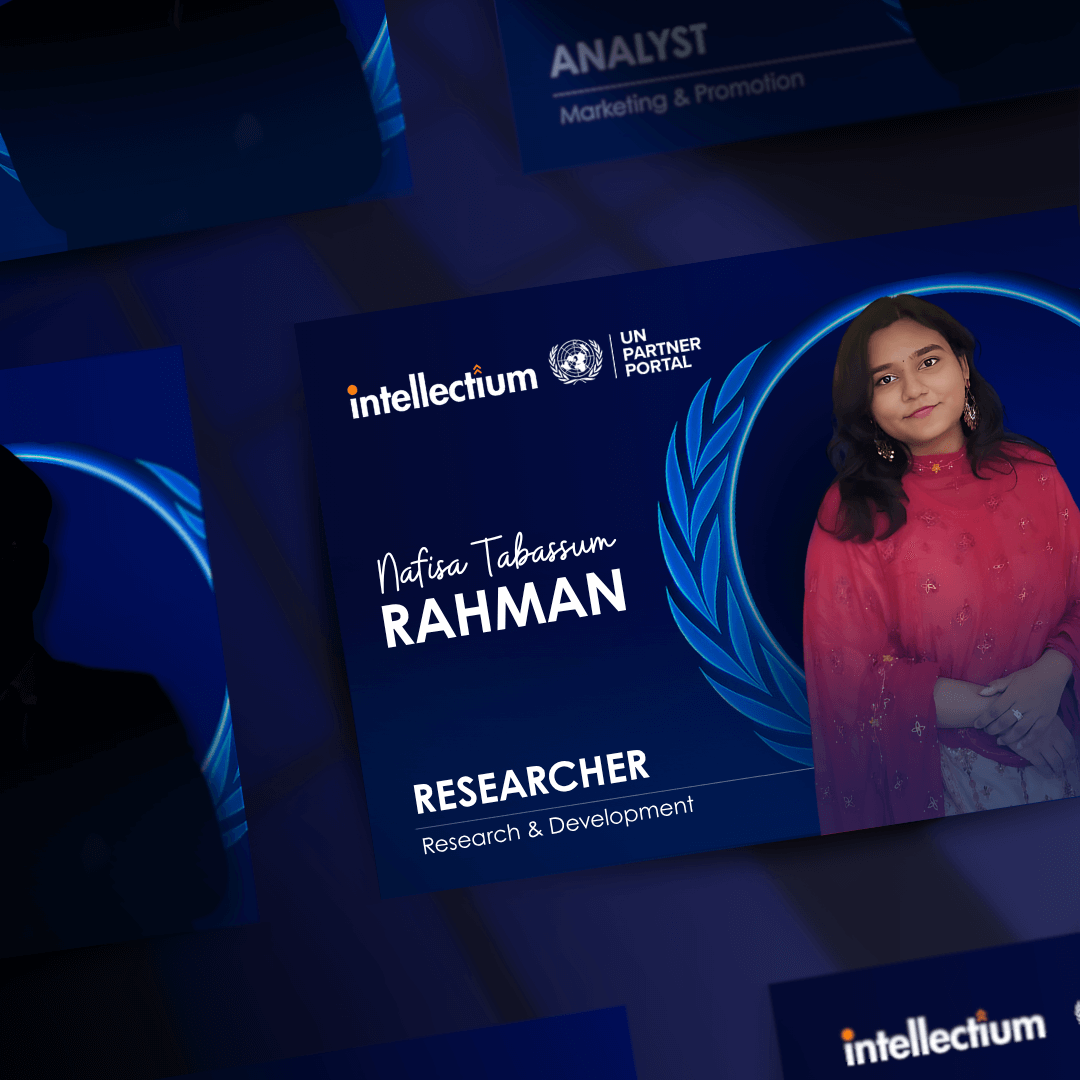 ANALYST
Marketing & Promotion
intellectium
UN
PARTNER
PORTAL
Nafisa Tabassum
RAHMAN
RESEARCHER
Research & Development
intellectium